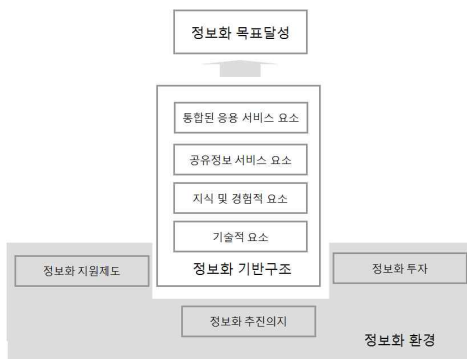 정보화 목표달성
통합된 응용 서비스 요소
공유정보 서비스 요소
지식 및 경험적 요소
기술적 요소
정보화 기반구조
정보화 지원제도
정보화 투자
정보화 추진의지
정보화 환경